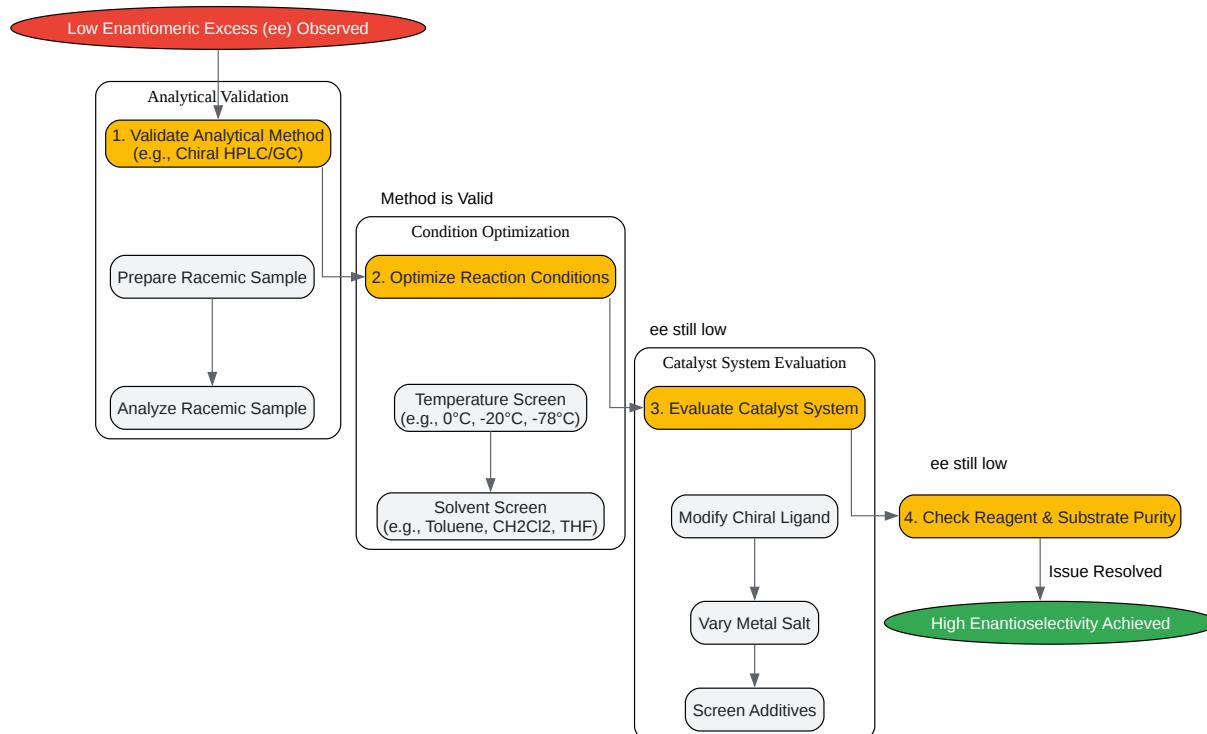 Low Enantiomeric Excess (ee) Observed
Analytical Validation
1. Validate Analytical Method
(e.g., Chiral HPLC/GC)
Prepare Racemic Sample
Analyze Racemic Sample
Method is Valid
Condition Optimization
2. Optimize Reaction Conditions
Temperature Screen
(e.g., 0°C, -20°C, -78°C)
Solvent Screen
(e.g., Toluene, CH2Cl2, THF)
ee still low
Catalyst System Evaluation
3. Evaluate Catalyst System
Modify Chiral Ligand
Vary Metal Salt
Screen Additives
ee still low
4. Check Reagent & Substrate Purity
Issue Resolved
High Enantioselectivity Achieved